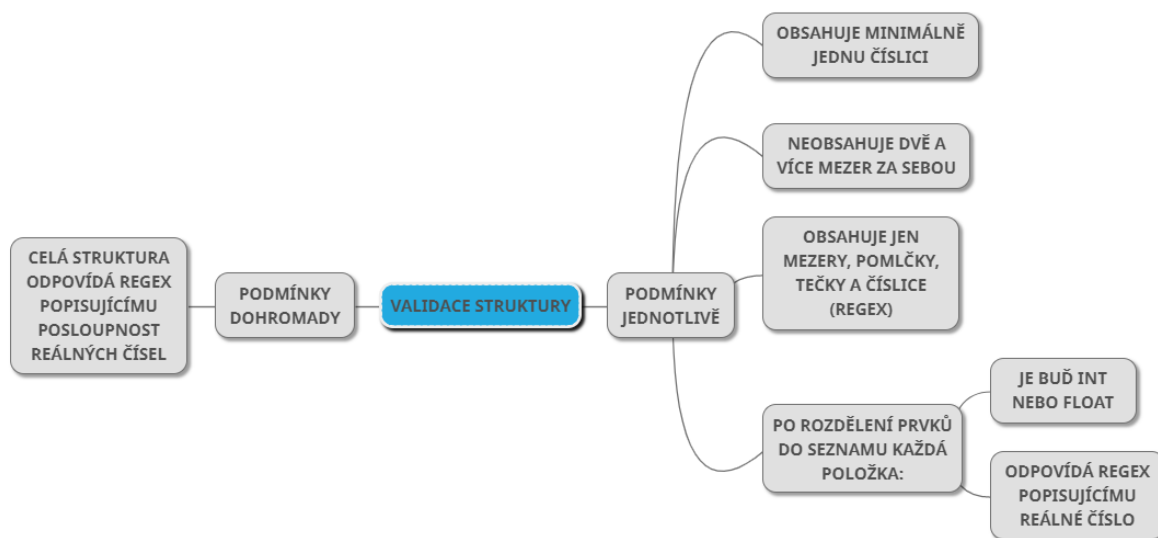 OBSAHUJE MINIMÁLNĚ
JEDNU ČÍSLICI
NEOBSAHUJE DVĚ A
VÍCE MEZER ZA SEBOU
CELÁ STRUKTURA
ODPOVÍDÁ REGEX
POPISUJÍCÍMU
POSLOUPNOST
REÁLNÝCH ČÍSEL
PODMÍNKY
DOHROMADY
VALIDACE STRUKTURY
PODMÍNKY
JEDNOTLIVĚ
OBSAHUJE JEN
MEZERY, POMLČKY,
TEČKY A ČÍSLICE
(REGEX)
PO ROZDĚLENÍ PRVKŮ
DO SEZNAMU KAŽDÁ
POLOŽKA:
JE BUĎ INT
NEBO FLOAT
ODPOVÍDÁ REGEX
POPISUJÍCÍMU
REÁLNÉ ČÍSLO